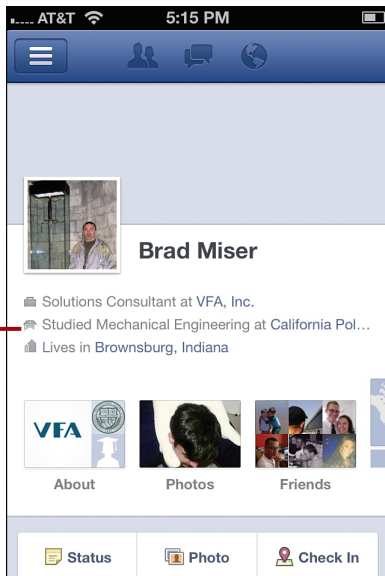 AT&T 5:15 PM
Brad Miser
Solutions Consultant at VFA, Inc.
Studied Mechanical Engineering at California Pol...
Lives in Brownsburg, Indiana
VFA
About Photos Friends
Status Photo Check In